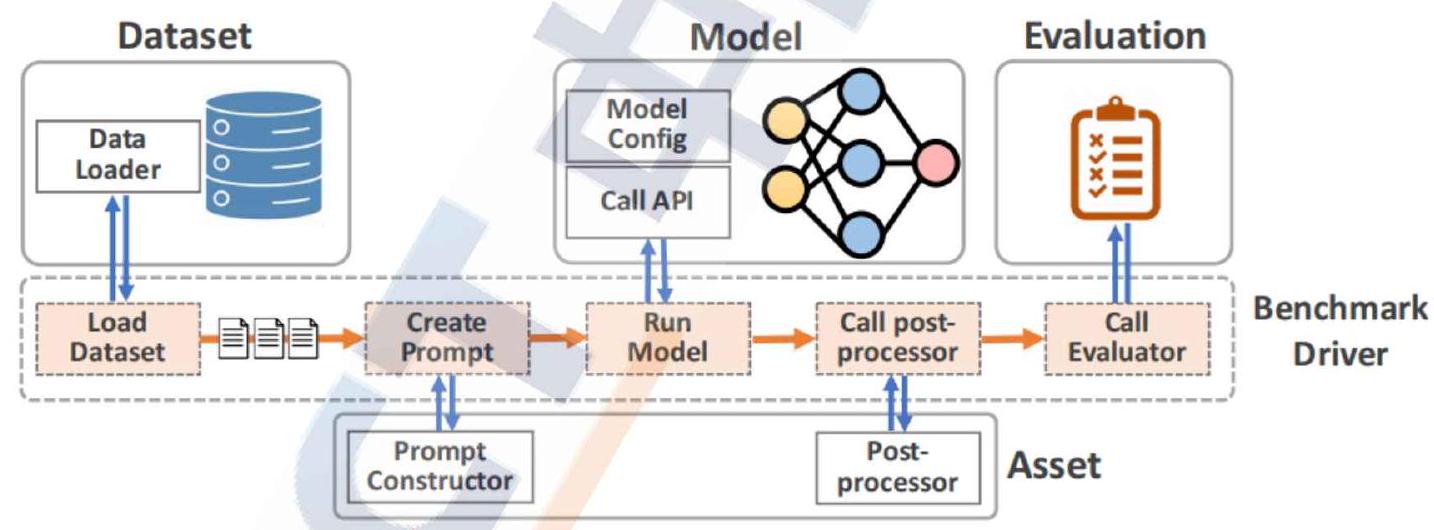 Dataset
Model
Evaluation
Data
Loader
Model
Config
Call API
Load
Dataset
Create
Prompt
Run
Model
Call post-
processor
Call
Evaluator
Benchmark
Driver
Prompt
Constructor
Post-
processor
Asset